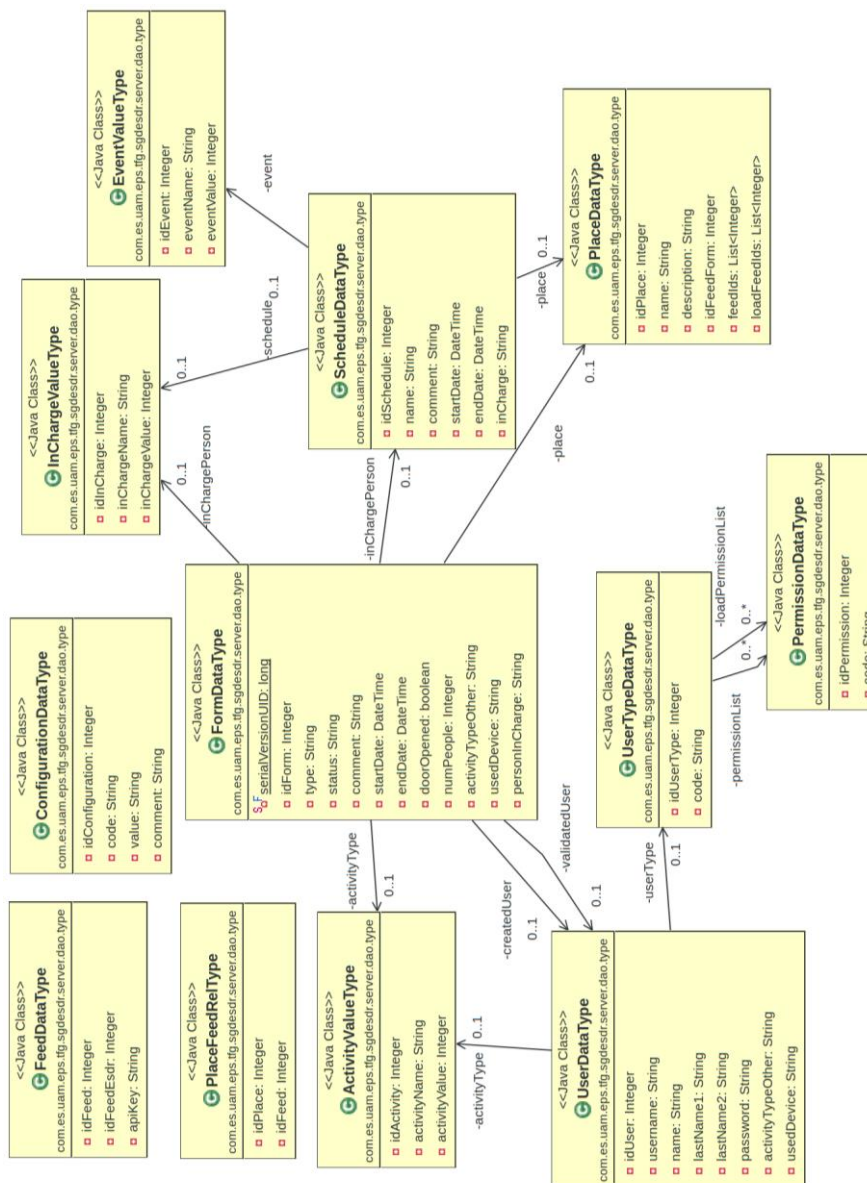 <<Java Class>>
FeedDataType
com.es.uam.eps.tfg.sgdesdr.server.dao.type
idFeed: Integer
idFeedEsdr: Integer
apiKey: String
<<Java Class>>
ConfigurationDataType
com.es.uam.eps.tfg.sgdesdr.server.dao.type
idConfiguration: Integer
code: String
value: String
comment: String
<<Java Class>>
InChargeValueType
com.es.uam.eps.tfg.sgdesdr.server.dao.type
idInCharge: Integer
inChargeName: String
inChargeValue: Integer
<<Java Class>>
EventValueType
com.es.uam.eps.tfg.sgdesdr.server.dao.type
idEvent: Integer
eventName: String
eventValue: Integer
<<Java Class>>
PlaceFeedRelType
com.es.uam.eps.tfg.sgdesdr.server.dao.type
idPlace: Integer
idFeed: Integer
<<Java Class>>
FormDataType
com.es.uam.eps.tfg.sgdesdr.server.dao.type
S F serialVersionUID: long
idForm: Integer
type: String
status: String
comment: String
startDate: DateTime
endDate: DateTime
doorOpened: boolean
numPeople: Integer
activityTypeOther: String
usedDevice: String
personInCharge: String
-inChargePerson
0..1
-schedule
0..1
-event
0..1
<<Java Class>>
ScheduleDataType
com.es.uam.eps.tfg.sgdesdr.server.dao.type
idSchedule: Integer
name: String
comment: String
startDate: DateTime
endDate: DateTime
inCharge: String
<<Java Class>>
ActivityValueType
com.es.uam.eps.tfg.sgdesdr.server.dao.type
idActivity: Integer
activityName: String
activityValue: Integer
-activityType
0..1
-inChargePerson
0..1
-activityType
0..1
-createdUser
0..1
-validatedUser
0..1
-place
0..1
-place
0..1
<<Java Class>>
UserDataType
com.es.uam.eps.tfg.sgdesdr.server.dao.type
idUser: Integer
username: String
name: String
lastName1: String
lastName2: String
password: String
activityTypeOther: String
usedDevice: String
-userType
0..1
<<Java Class>>
UserTypeDataType
com.es.uam.eps.tfg.sgdesdr.server.dao.type
idUserType: Integer
code: String
<<Java Class>>
PlaceDataType
com.es.uam.eps.tfg.sgdesdr.server.dao.type
idPlace: Integer
name: String
description: String
idFeedForm: Integer
feedIds: List<Integer>
loadFeedIds: List<Integer>
-permissionList
0..*
-loadPermissionList
0..*
<<Java Class>>
PermissionDataType
com.es.uam.eps.tfg.sgdesdr.server.dao.type
idPermission: Integer
code: String